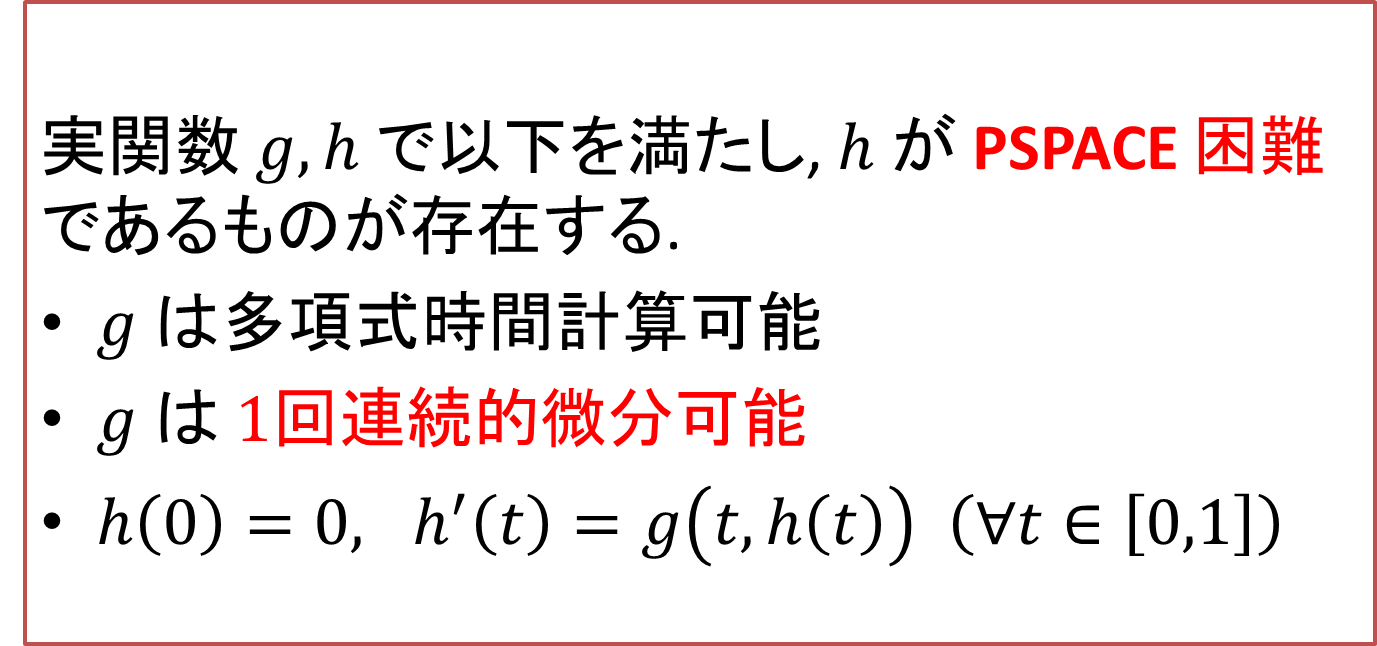 実関数 g, h で以下を満たし, h が PSPACE 困難
であるものが存在する.
• g は多項式時間計算可能
• g は 1回連続的微分可能
• h(0) = 0, h′(t) = g(t, h(t)) (∀t ∈ [0,1])